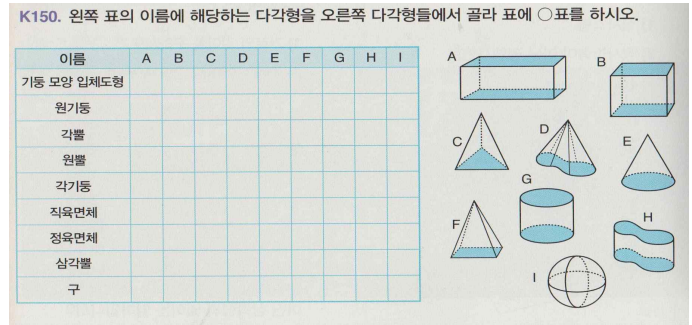 K150. 왼쪽 표의 이름에 해당하는 다각형을 오른쪽 다각형들에서 골라 표에 ○표를 하시오.
이름 A B C D E F G H I
기둥 모양 입체도형
원기둥
각뿔
원뿔
각기둥
직육면체
정육면체
삼각뿔
구
A
B
C
D
E
G
F
H
I